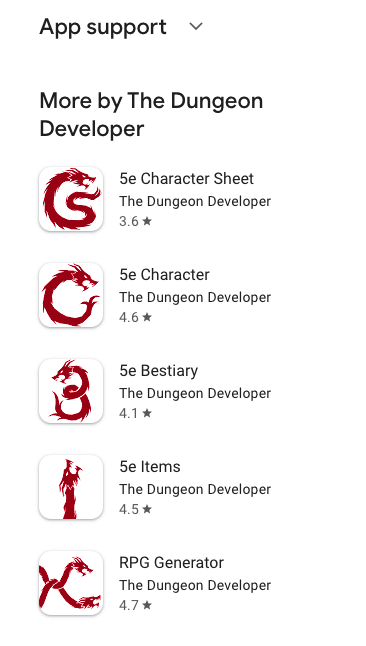 App support
More by The Dungeon
Developer
5e Character Sheet
The Dungeon Developer
3.6 ★
5e Character
The Dungeon Developer
4.6 ★
5e Bestiary
The Dungeon Developer
4.1 ★
5e Items
The Dungeon Developer
4.5 ★
RPG Generator
The Dungeon Developer
4.7 ★